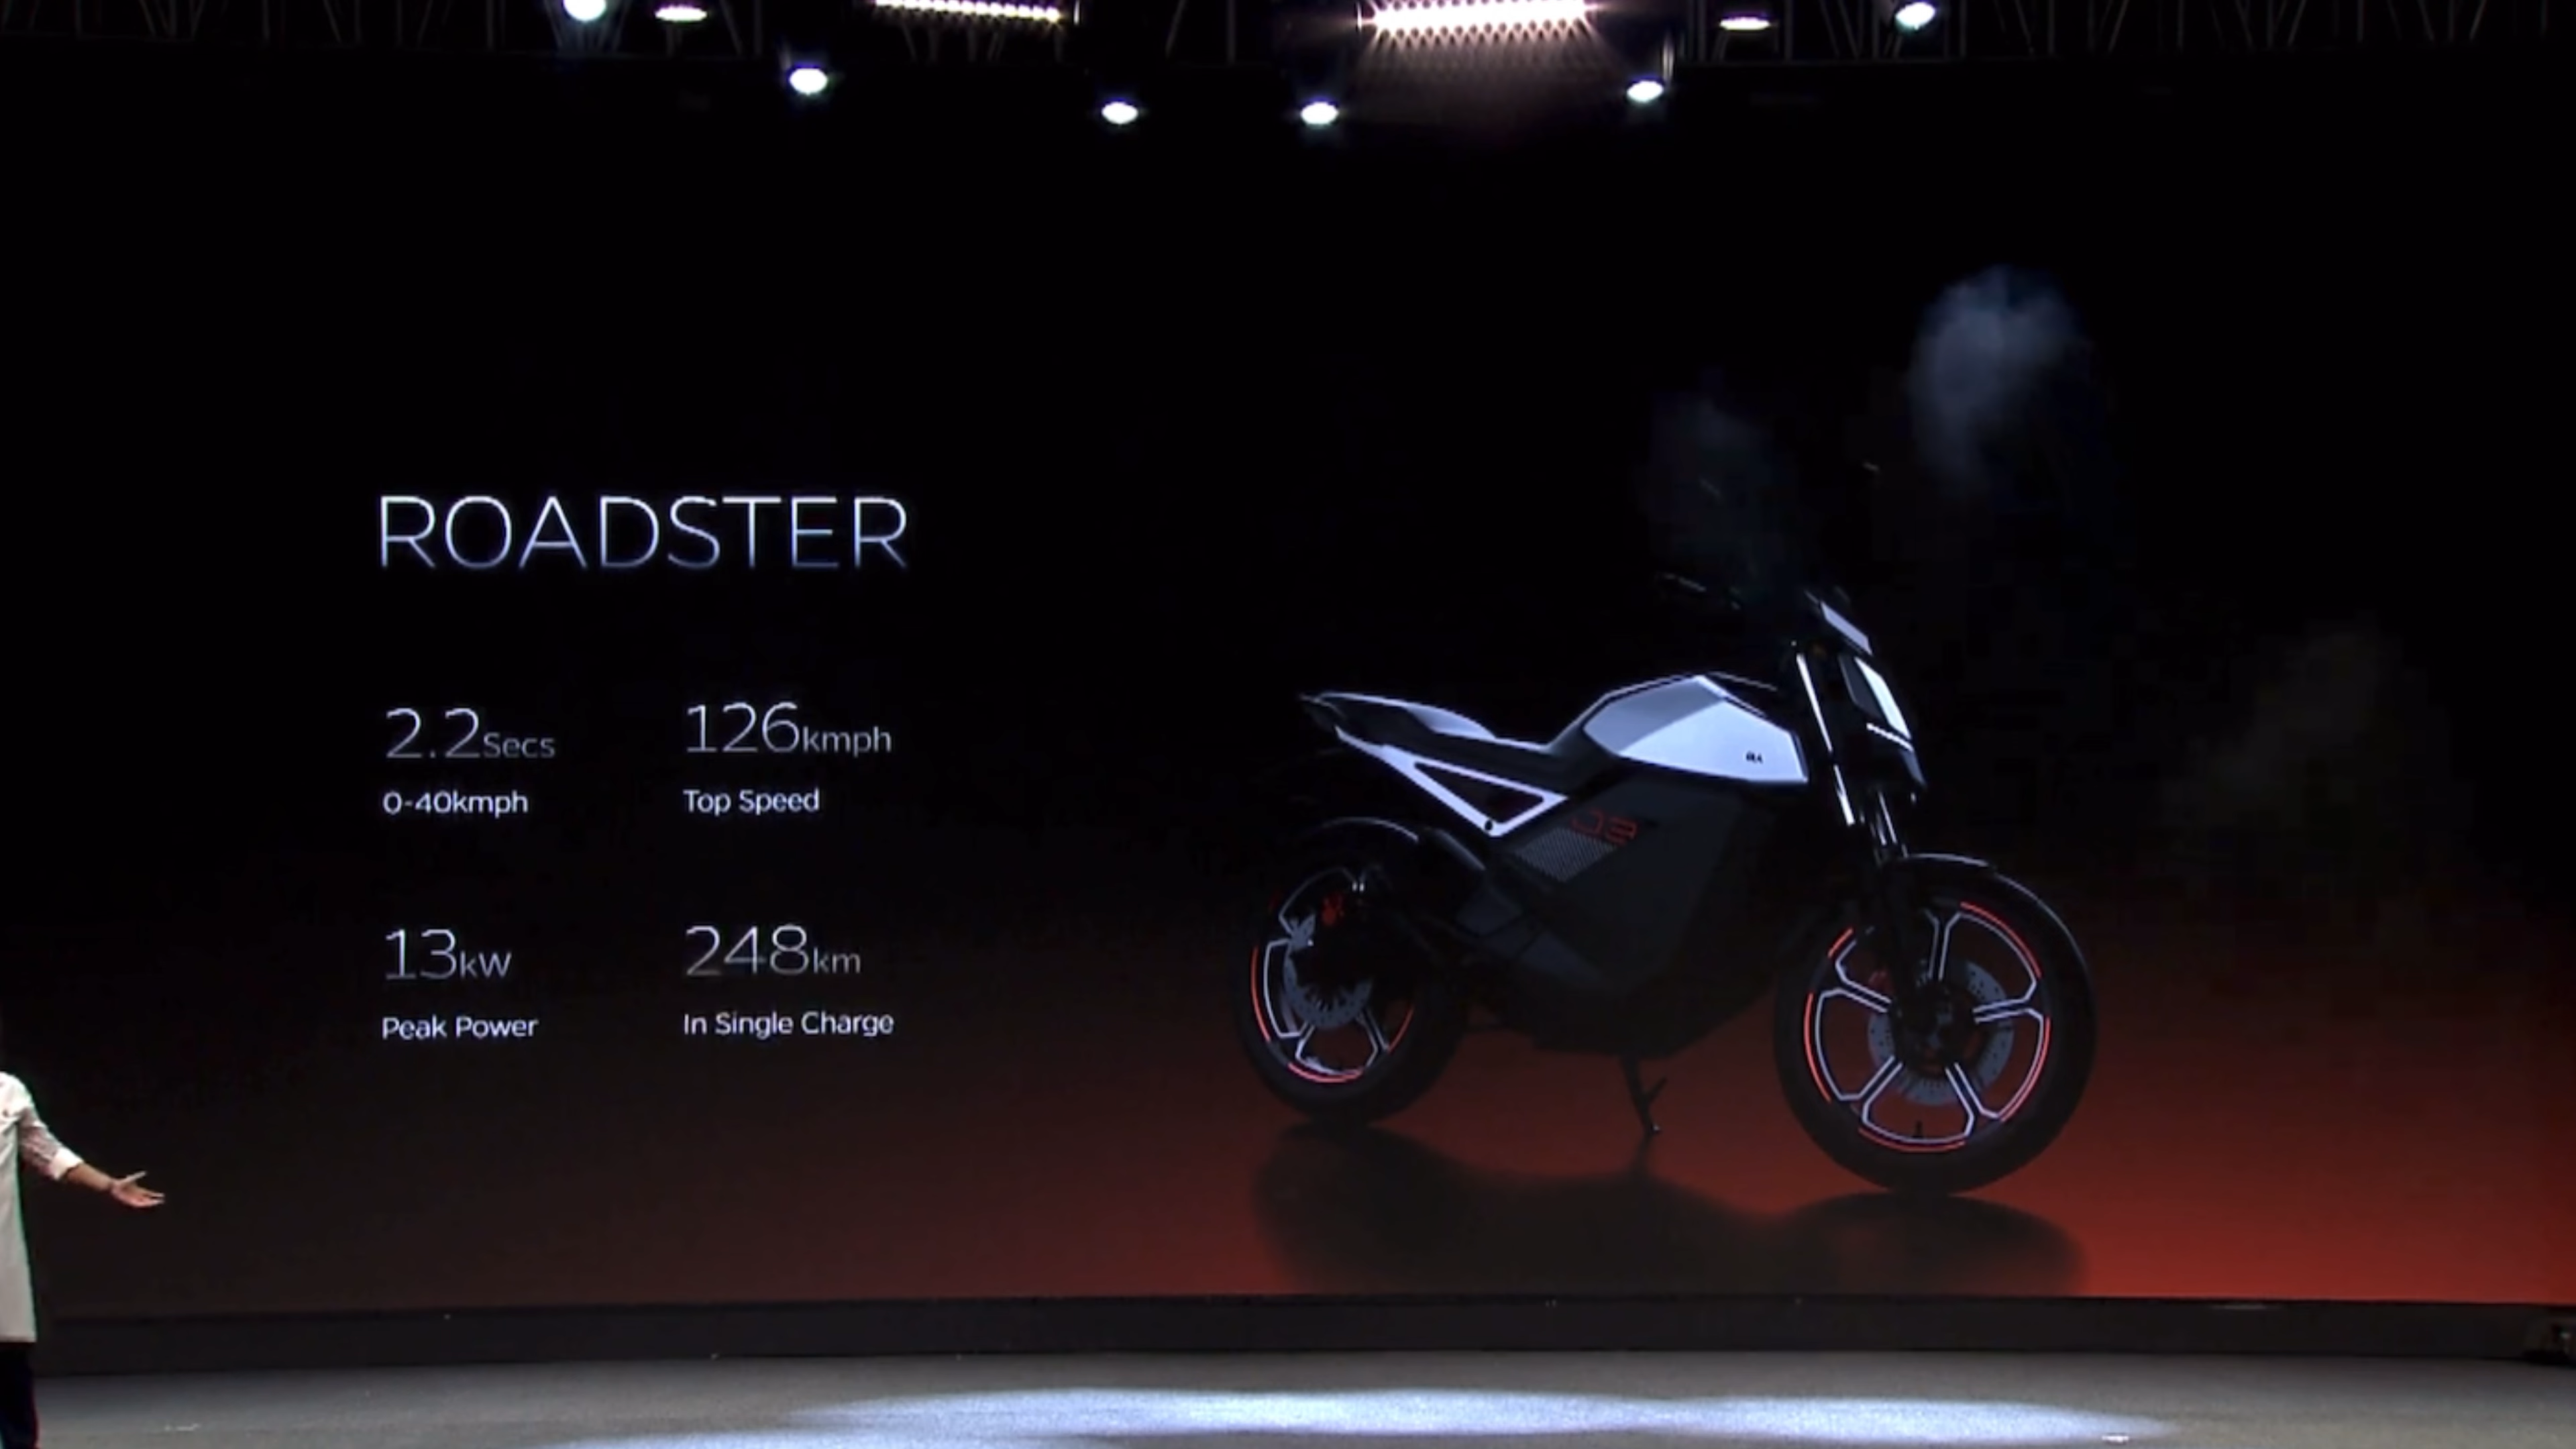 ROADSTER
2.2Secs
0-40kmph
126kmph
Top Speed
13kW
Peak Power
248km
In Single Charge